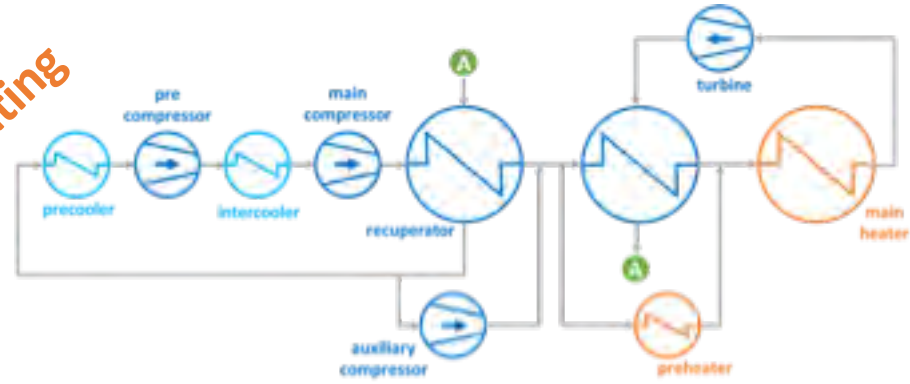 ting
A
pre
compressor
main
compressor
turbine
precooler
intercooler
recuperator
main
heater
A
auxiliary
compressor
preheater